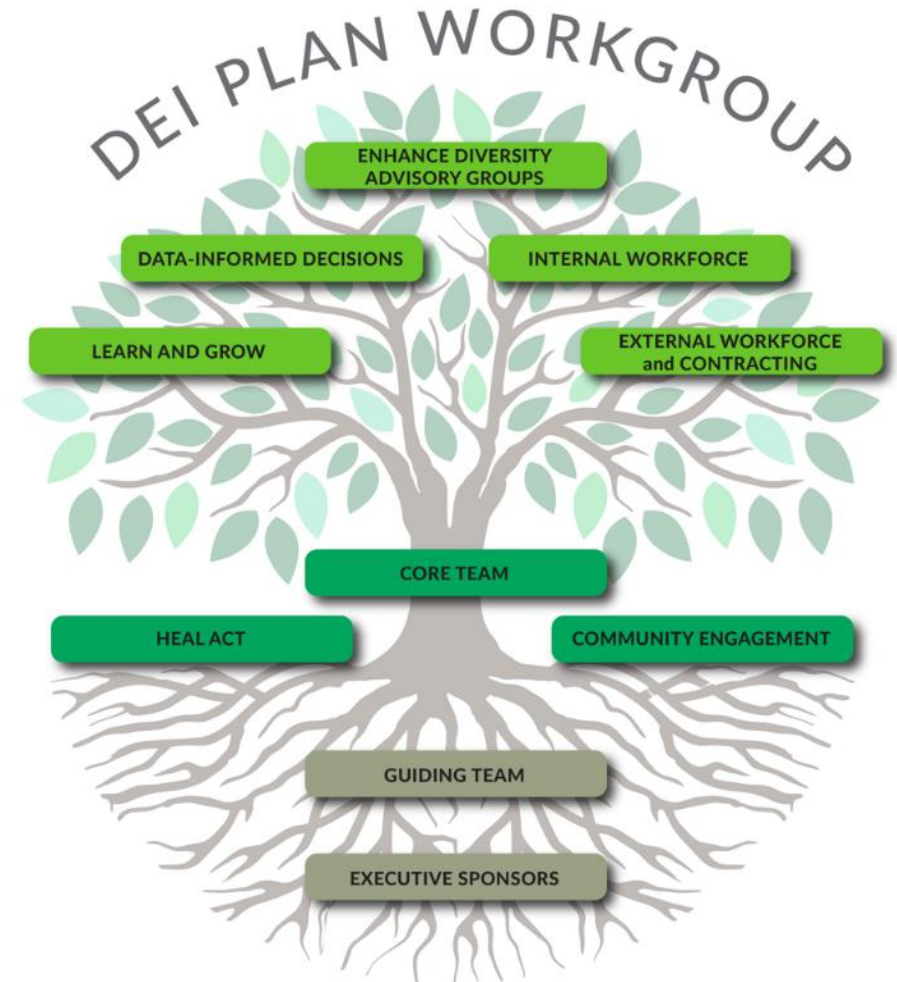 DEI PLAN WORKGROUP
ENHANCE DIVERSITY
ADVISORY GROUPS
DATA-INFORMED DECISIONS
INTERNAL WORKFORCE
LEARN AND GROW
EXTERNAL WORKFORCE
and CONTRACTING
CORE TEAM
HEAL ACT
COMMUNITY ENGAGEMENT
GUIDING TEAM
EXECUTIVE SPONSORS